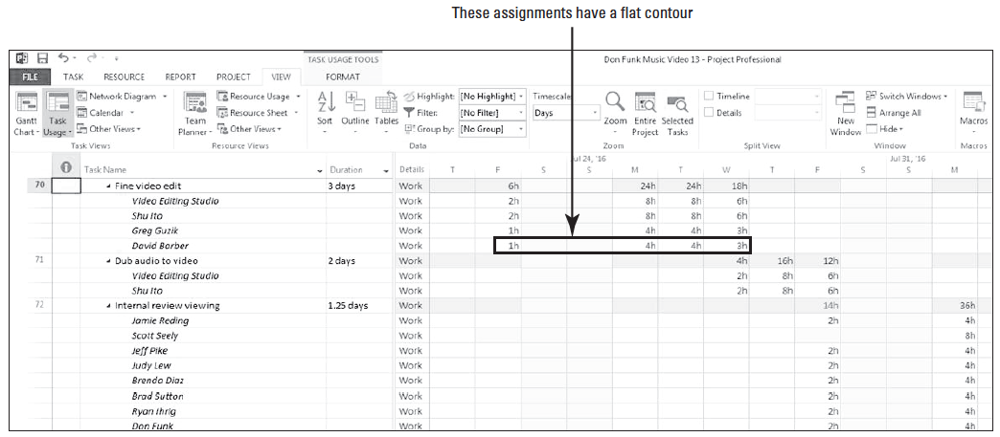 These assignments have a flat contour
TASK USAGE TOOLS
Don Funk Music Video 13 - Project Professional
FILE TASK RESOURCE REPORT PROJECT VIEW FORMAT
Gantt Chart Task Usage Network Diagram Calendar Other Views
Task Views
Team Planner Resource Usage Resource Sheet Other Views
Resource Views
Sort Outline Tables Highlight: [No Highlight] Filter: [No Filter] Group by: [No Group]
Data
Timescale Days Zoom Entire Project Selected Tasks
Zoom
Timeline Details
Split View
New Window Switch Windows Arrange All Hide
Window
Macros
Macros
ul 24, '16 Jul 31, '16
Task Name Duration Details T F S S M T W T F S S M
70 Fine video edit 3 days Work 6h 24h 24h 18h
Video Editing Studio Work 2h 8h 8h 6h
Shu Ito Work 2h 8h 8h 6h
Greg Guzik Work 1h 4h 4h 3h
David Barber Work 1h 4h 4h 3h
71 Dub audio to video 2 days Work 4h 16h 12h
Video Editing Studio Work 2h 8h 6h
Shu Ito Work 2h 8h 6h
72 Internal review viewing 1.25 days Work 14h 36h
Jamie Reding Work 2h 4h
Scott Seely Work 8h
Jeff Pike Work 2h 4h
Judy Lew Work 2h 4h
Brenda Diaz Work 2h 4h
Brad Sutton Work 2h 4h
Ryan Ihrig Work 2h 4h
Don Funk Work 2h 4h